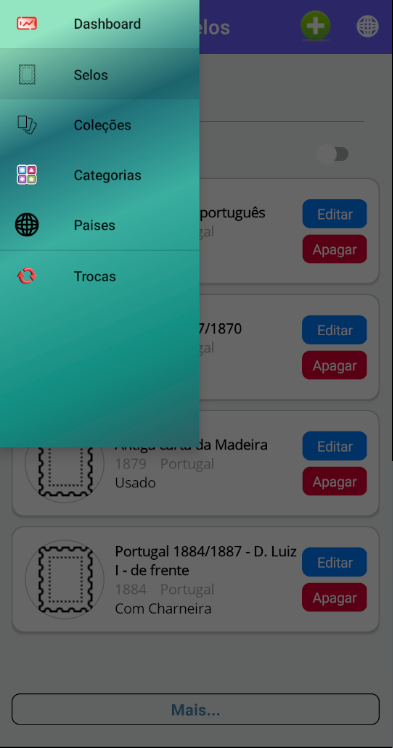 Dashboard
elos
Selos
Coleções
Categorias
Paises
Trocas
português
gal
Editar
Apagar
7/1870
gal
Editar
Apagar
Antiga carta da Madeira
1879 Portugal
Usado
Editar
Apagar
Portugal 1884/1887 - D. Luiz
I - de frente
1884 Portugal
Com Charneira
Editar
Apagar
Mais...